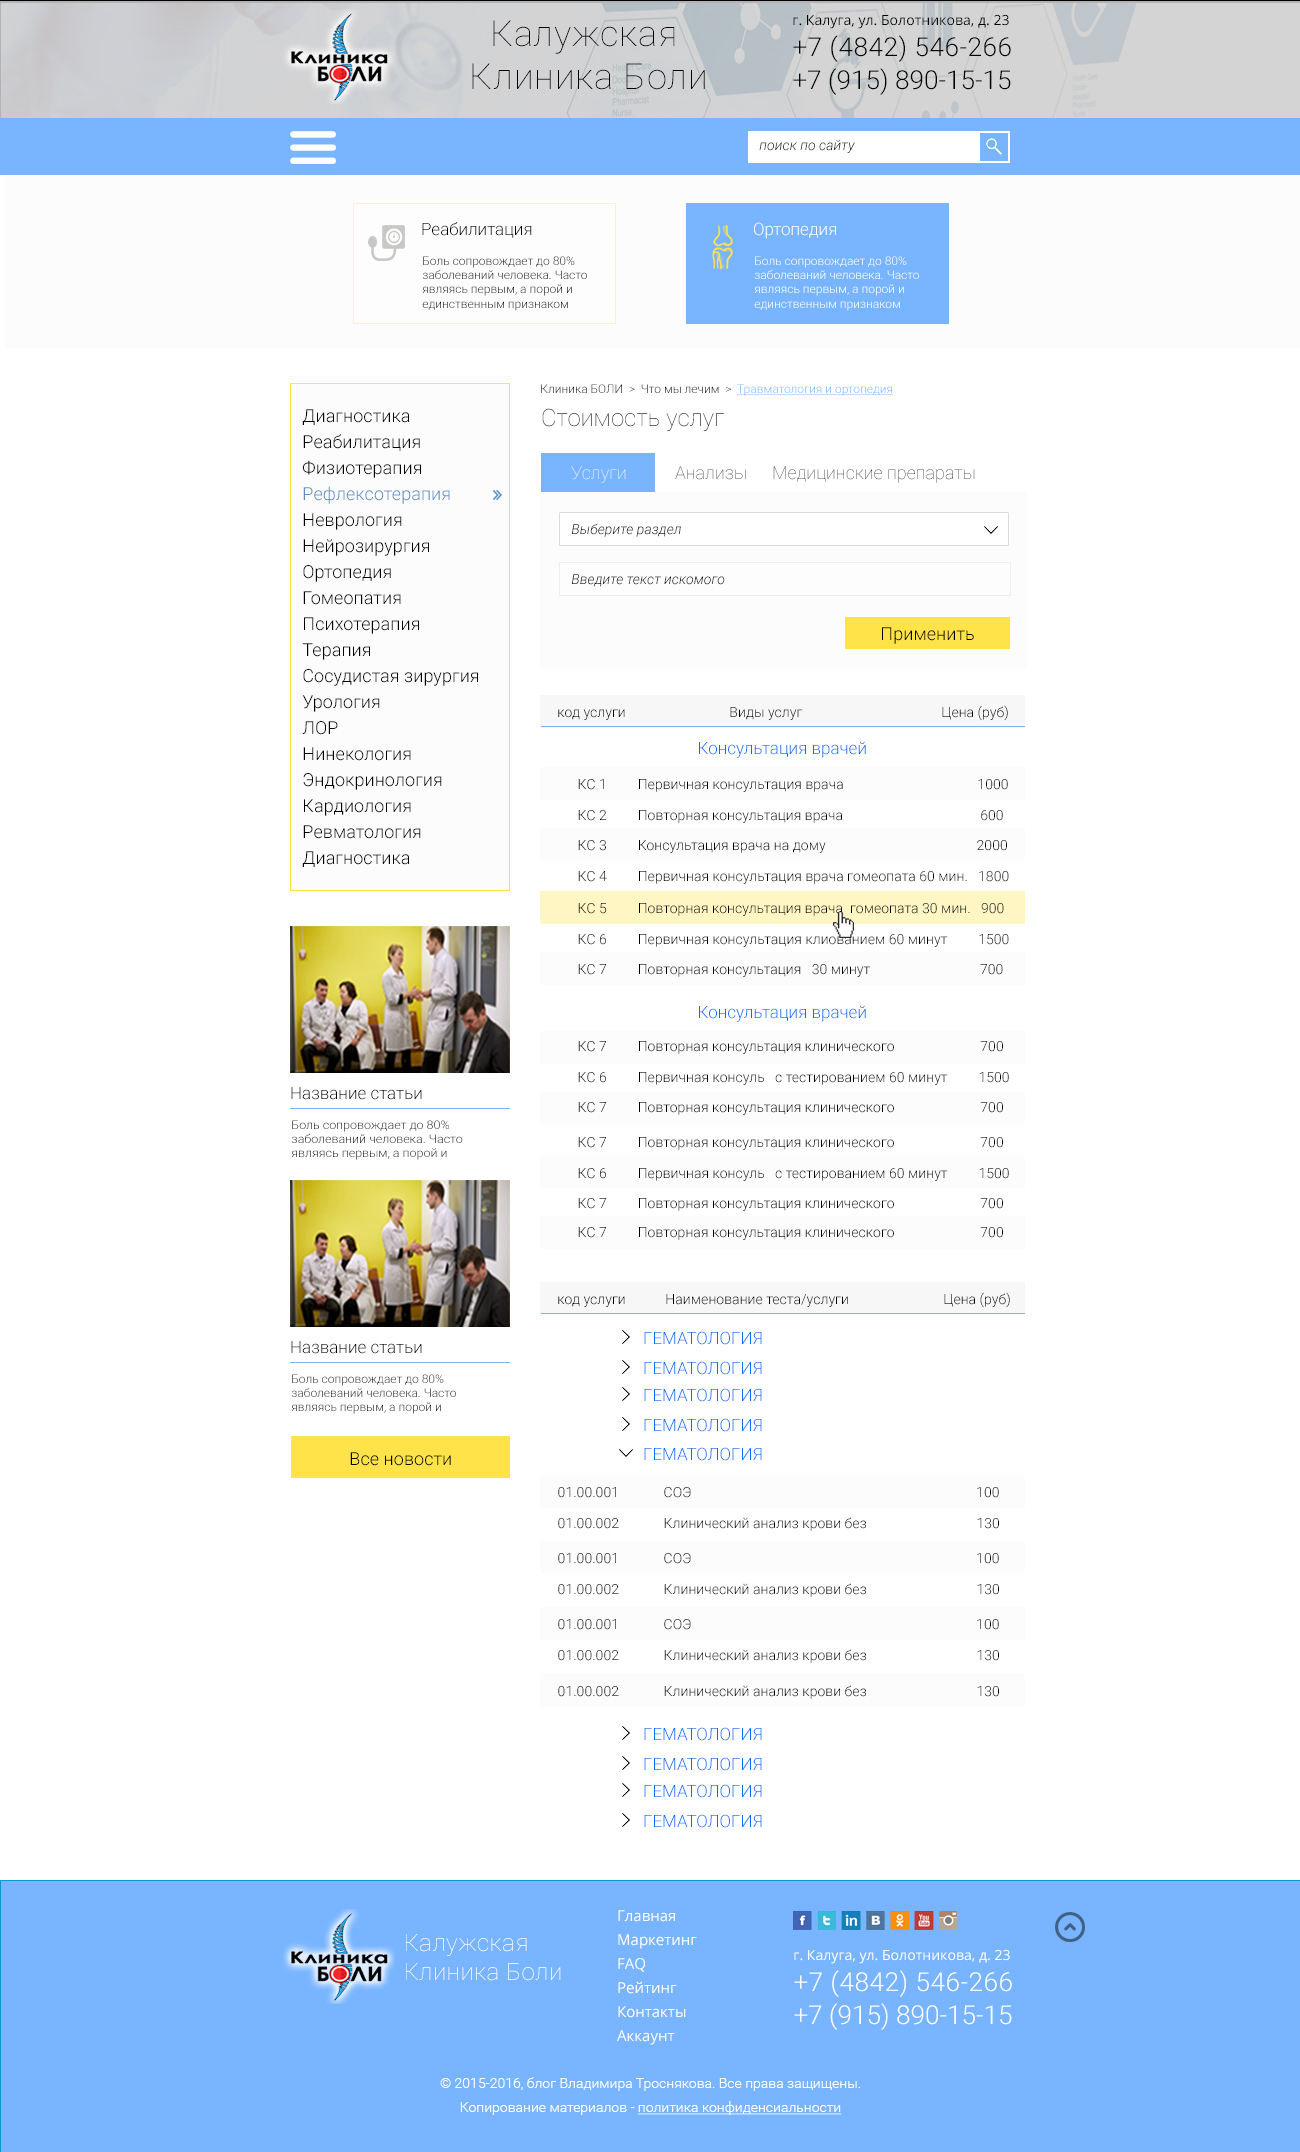 Клиника
БОЛИ
Калужская
Клиника Боли
г. Калуга, ул. Болотникова, д. 23
+7 (4842) 546-266
+7 (915) 890-15-15
поиск по сайту
Реабилитация
Боль сопровождает до 80%
заболеваний человека. Часто
являясь первым, а порой и
единственным признаком
Ортопедия
Боль сопровождает до 80%
заболеваний человека. Часто
являясь первым, а порой и
единственным признаком
Диагностика
Реабилитация
Физиотерапия
Рефлексотерапия
Неврология
Нейрозирургия
Ортопедия
Гомеопатия
Психотерапия
Терапия
Сосудистая зирургия
Урология
ЛОР
Нинекология
Эндокринология
Кардиология
Ревматология
Диагностика
Название статьи
Боль сопровождает до 80%
заболеваний человека. Часто
являясь первым, а порой и
Название статьи
Боль сопровождает до 80%
заболеваний человека. Часто
являясь первым, а порой и
Все новости
Клиника БОЛИ > Что мы лечим > Травматология и ортопедия
Стоимость услуг
Услуги Анализы Медицинские препараты
Выберите раздел
Введите текст искомого
Применить
код услуги Виды услуг Цена (руб)
Консультация врачей
КС 1 Первичная консультация врача 1000
КС 2 Повторная консультация врача 600
КС 3 Консультация врача на дому 2000
КС 4 Первичная консультация врача гомеопата 60 мин. 1800
КС 5 Повторная консультация врача гомеопата 30 мин. 900
КС 6 Первичная консультация 60 минут 1500
КС 7 Повторная консультация 30 минут 700
Консультация врачей
КС 7 Повторная консультация клинического 700
КС 6 Первичная консуль с тестированием 60 минут 1500
КС 7 Повторная консультация клинического 700
КС 7 Повторная консультация клинического 700
КС 6 Первичная консуль с тестированием 60 минут 1500
КС 7 Повторная консультация клинического 700
КС 7 Повторная консультация клинического 700
код услуги Наименование теста/услуги Цена (руб)
ГЕМАТОЛОГИЯ
ГЕМАТОЛОГИЯ
ГЕМАТОЛОГИЯ
ГЕМАТОЛОГИЯ
ГЕМАТОЛОГИЯ
01.00.001 СОЭ 100
01.00.002 Клинический анализ крови без 130
01.00.001 СОЭ 100
01.00.002 Клинический анализ крови без 130
01.00.001 СОЭ 100
01.00.002 Клинический анализ крови без 130
01.00.002 Клинический анализ крови без 130
ГЕМАТОЛОГИЯ
ГЕМАТОЛОГИЯ
ГЕМАТОЛОГИЯ
ГЕМАТОЛОГИЯ
Клиника
БОЛИ
Калужская
Клиника Боли
Главная
Маркетинг
FAQ
Рейтинг
Контакты
Аккаунт
г. Калуга, ул. Болотникова, д. 23
+7 (4842) 546-266
+7 (915) 890-15-15
© 2015-2016, блог Владимира Троснякова. Все права защищены.
Копирование материалов - политика конфиденсиальности